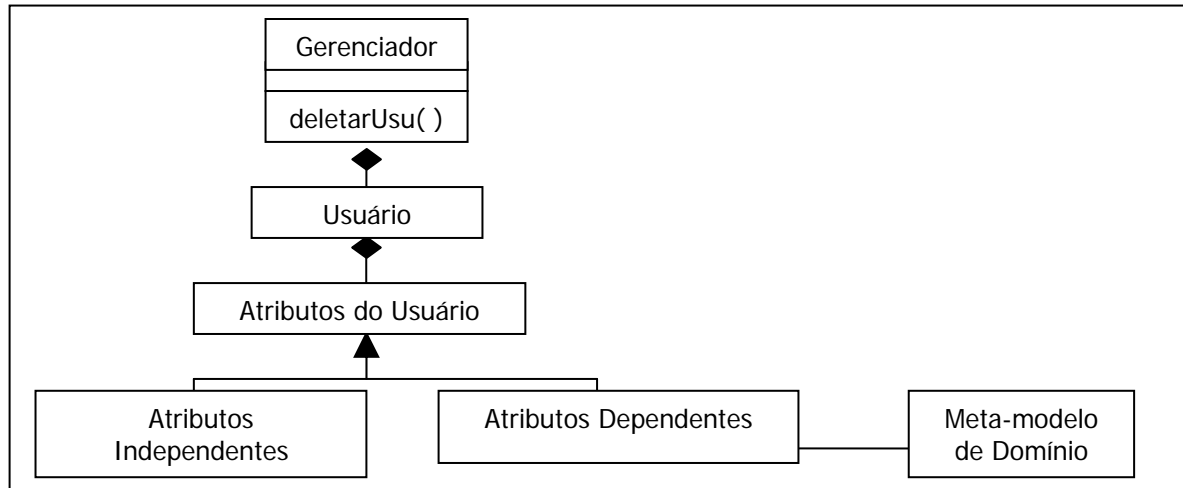 Gerenciador
deletarUsu( )
Usuário
Atributos do Usuário
Atributos
Independentes
Atributos Dependentes
Meta-modelo
de Domínio